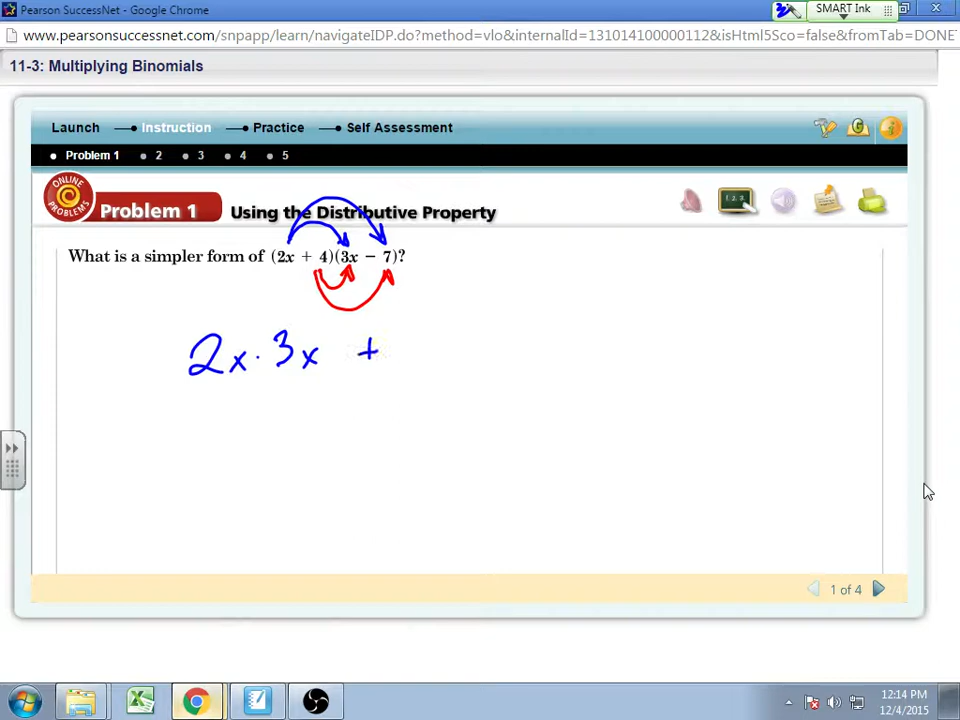 Pearson SuccessNet - Google Chrome
SMART Ink
www.pearsonsuccessnet.com/snpapp/learn/navigateIDP.do?method=vlo&internalId=131014100000112&isHtml5Sco=false&fromTab=DONE
11-3: Multiplying Binomials
Launch Instruction Practice Self Assessment
Problem 1 2 3 4 5
ONLINE PROBLEMS
Problem 1 Using the Distributive Property
What is a simpler form of (2x + 4)(3x − 7)?
2x · 3x +
1 of 4
12:14 PM
12/4/2015